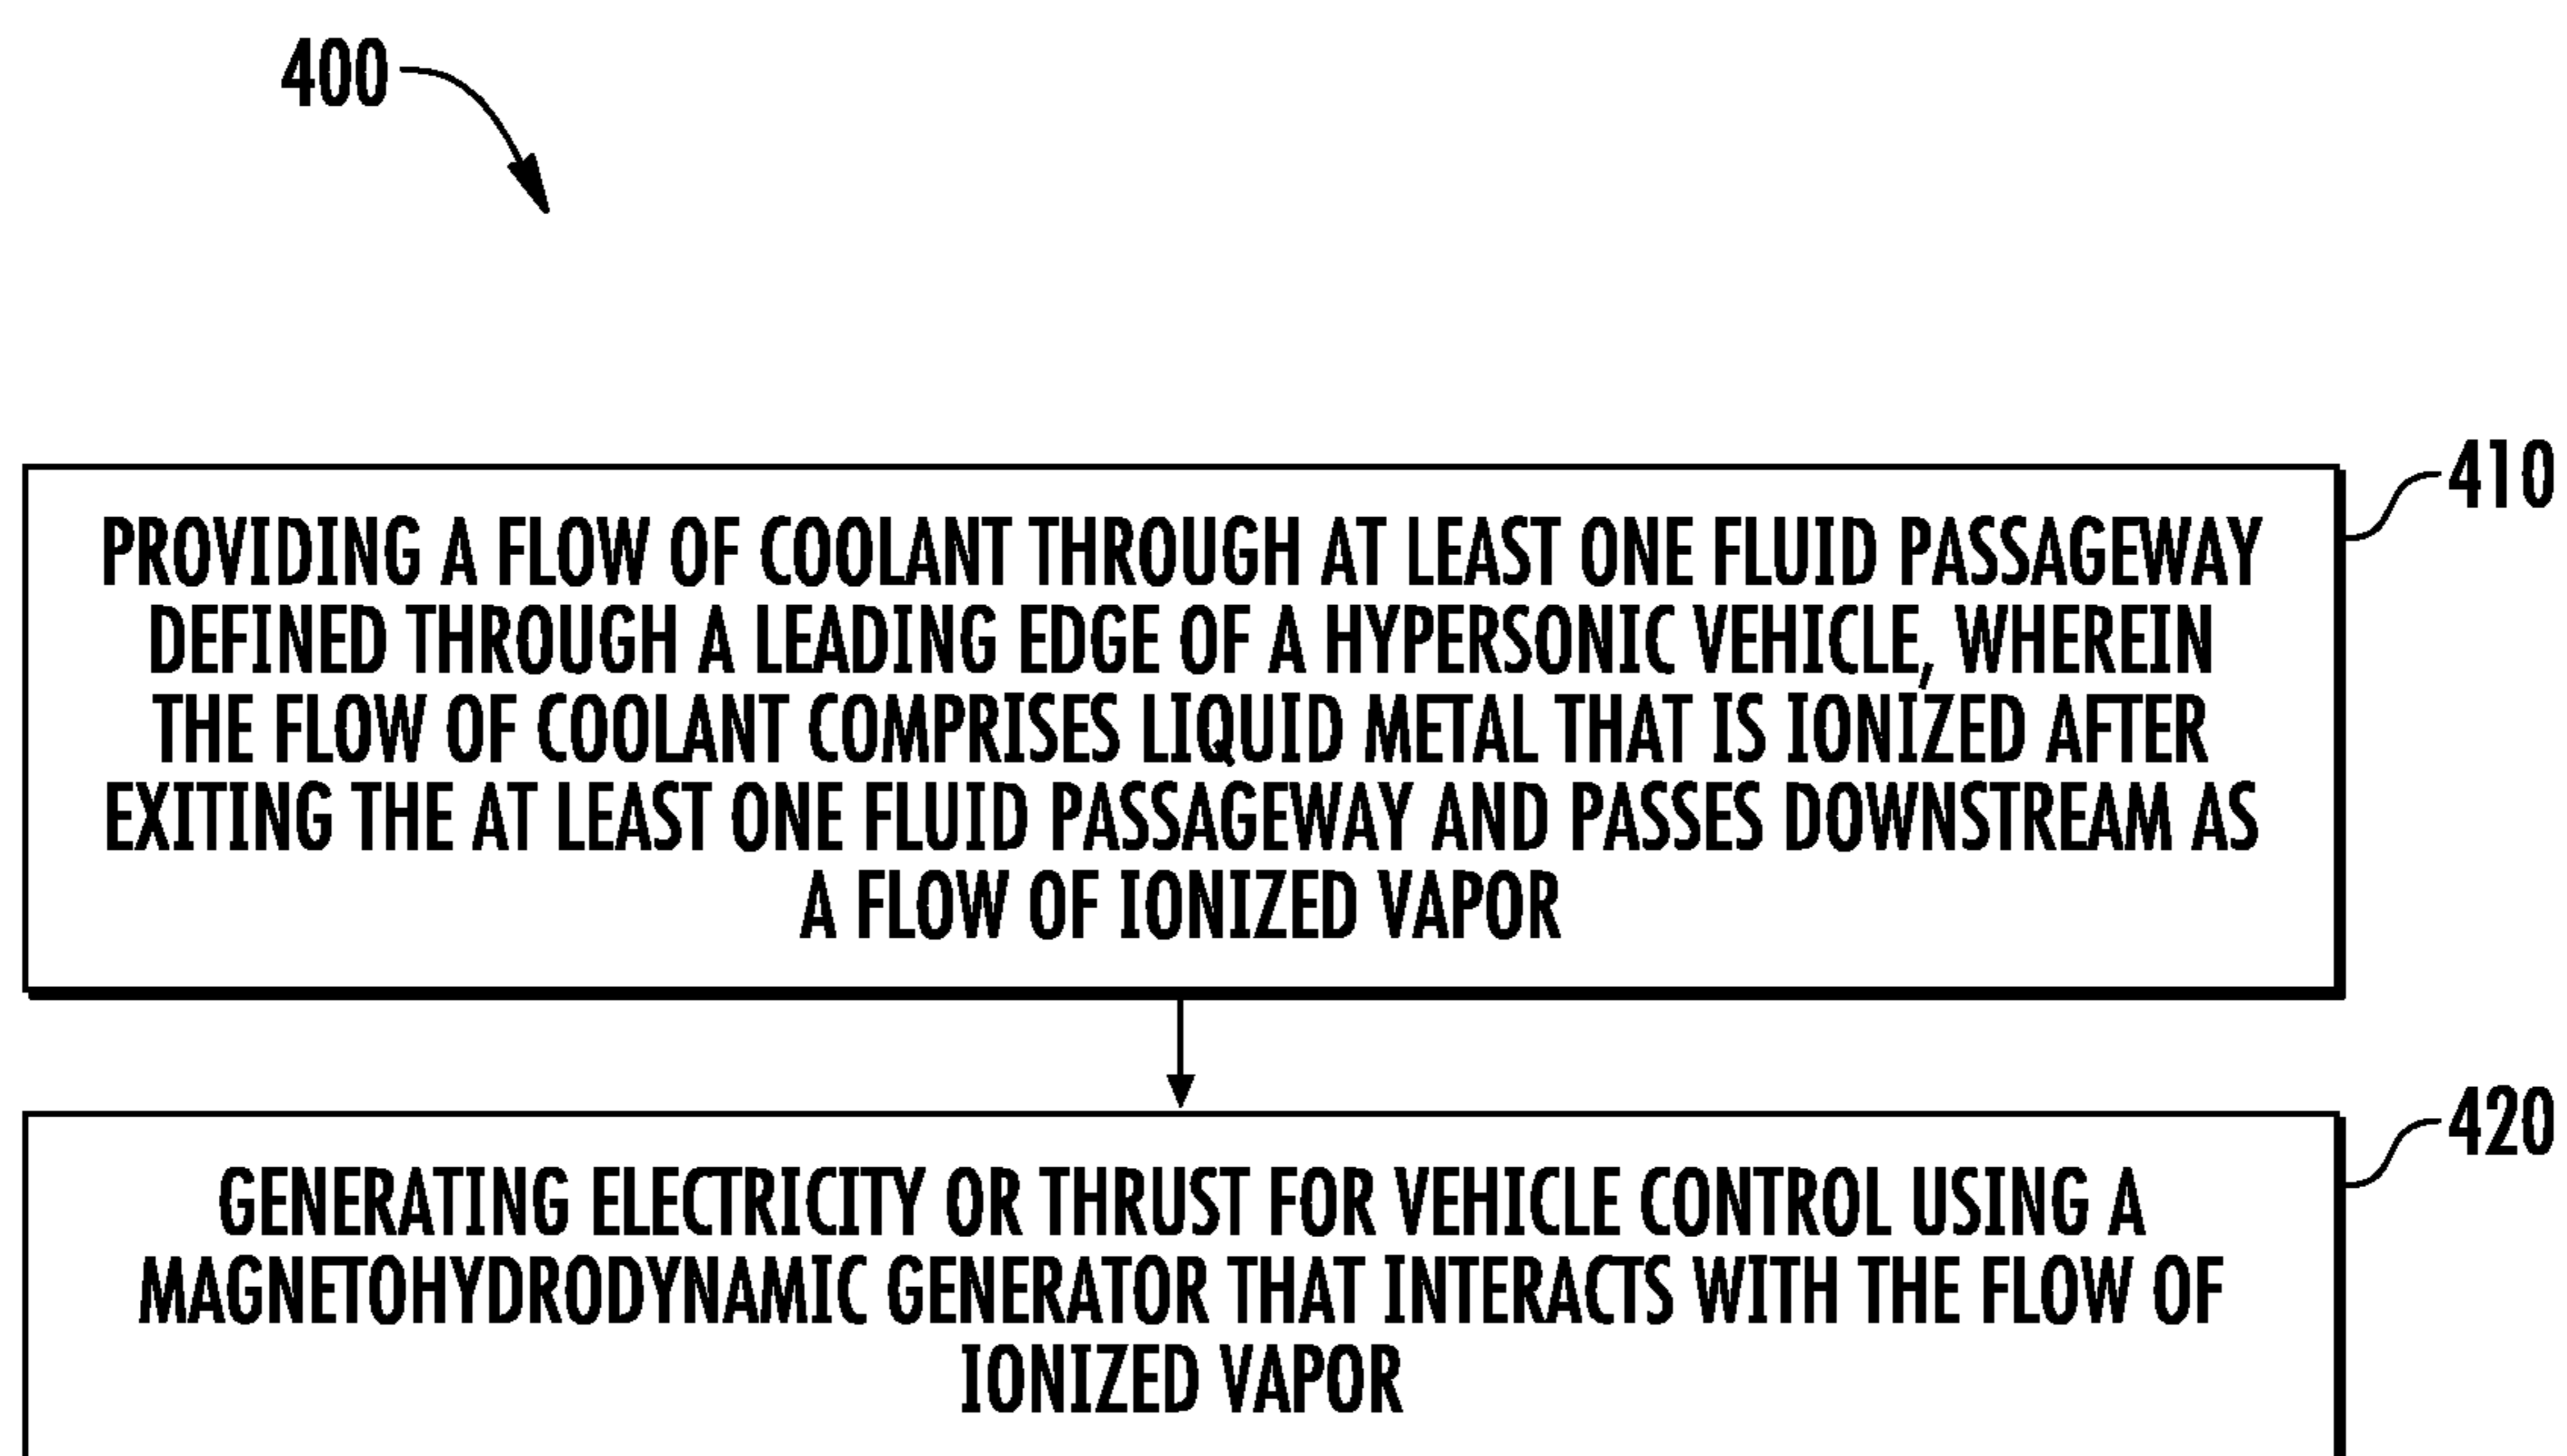 400
410
PROVIDING A FLOW OF COOLANT THROUGH AT LEAST ONE FLUID PASSAGEWAY
DEFINED THROUGH A LEADING EDGE OF A HYPERSONIC VEHICLE, WHEREIN
THE FLOW OF COOLANT COMPRISES LIQUID METAL THAT IS IONIZED AFTER
EXITING THE AT LEAST ONE FLUID PASSAGEWAY AND PASSES DOWNSTREAM AS
A FLOW OF IONIZED VAPOR
420
GENERATING ELECTRICITY OR THRUST FOR VEHICLE CONTROL USING A
MAGNETOHYDRODYNAMIC GENERATOR THAT INTERACTS WITH THE FLOW OF
IONIZED VAPOR